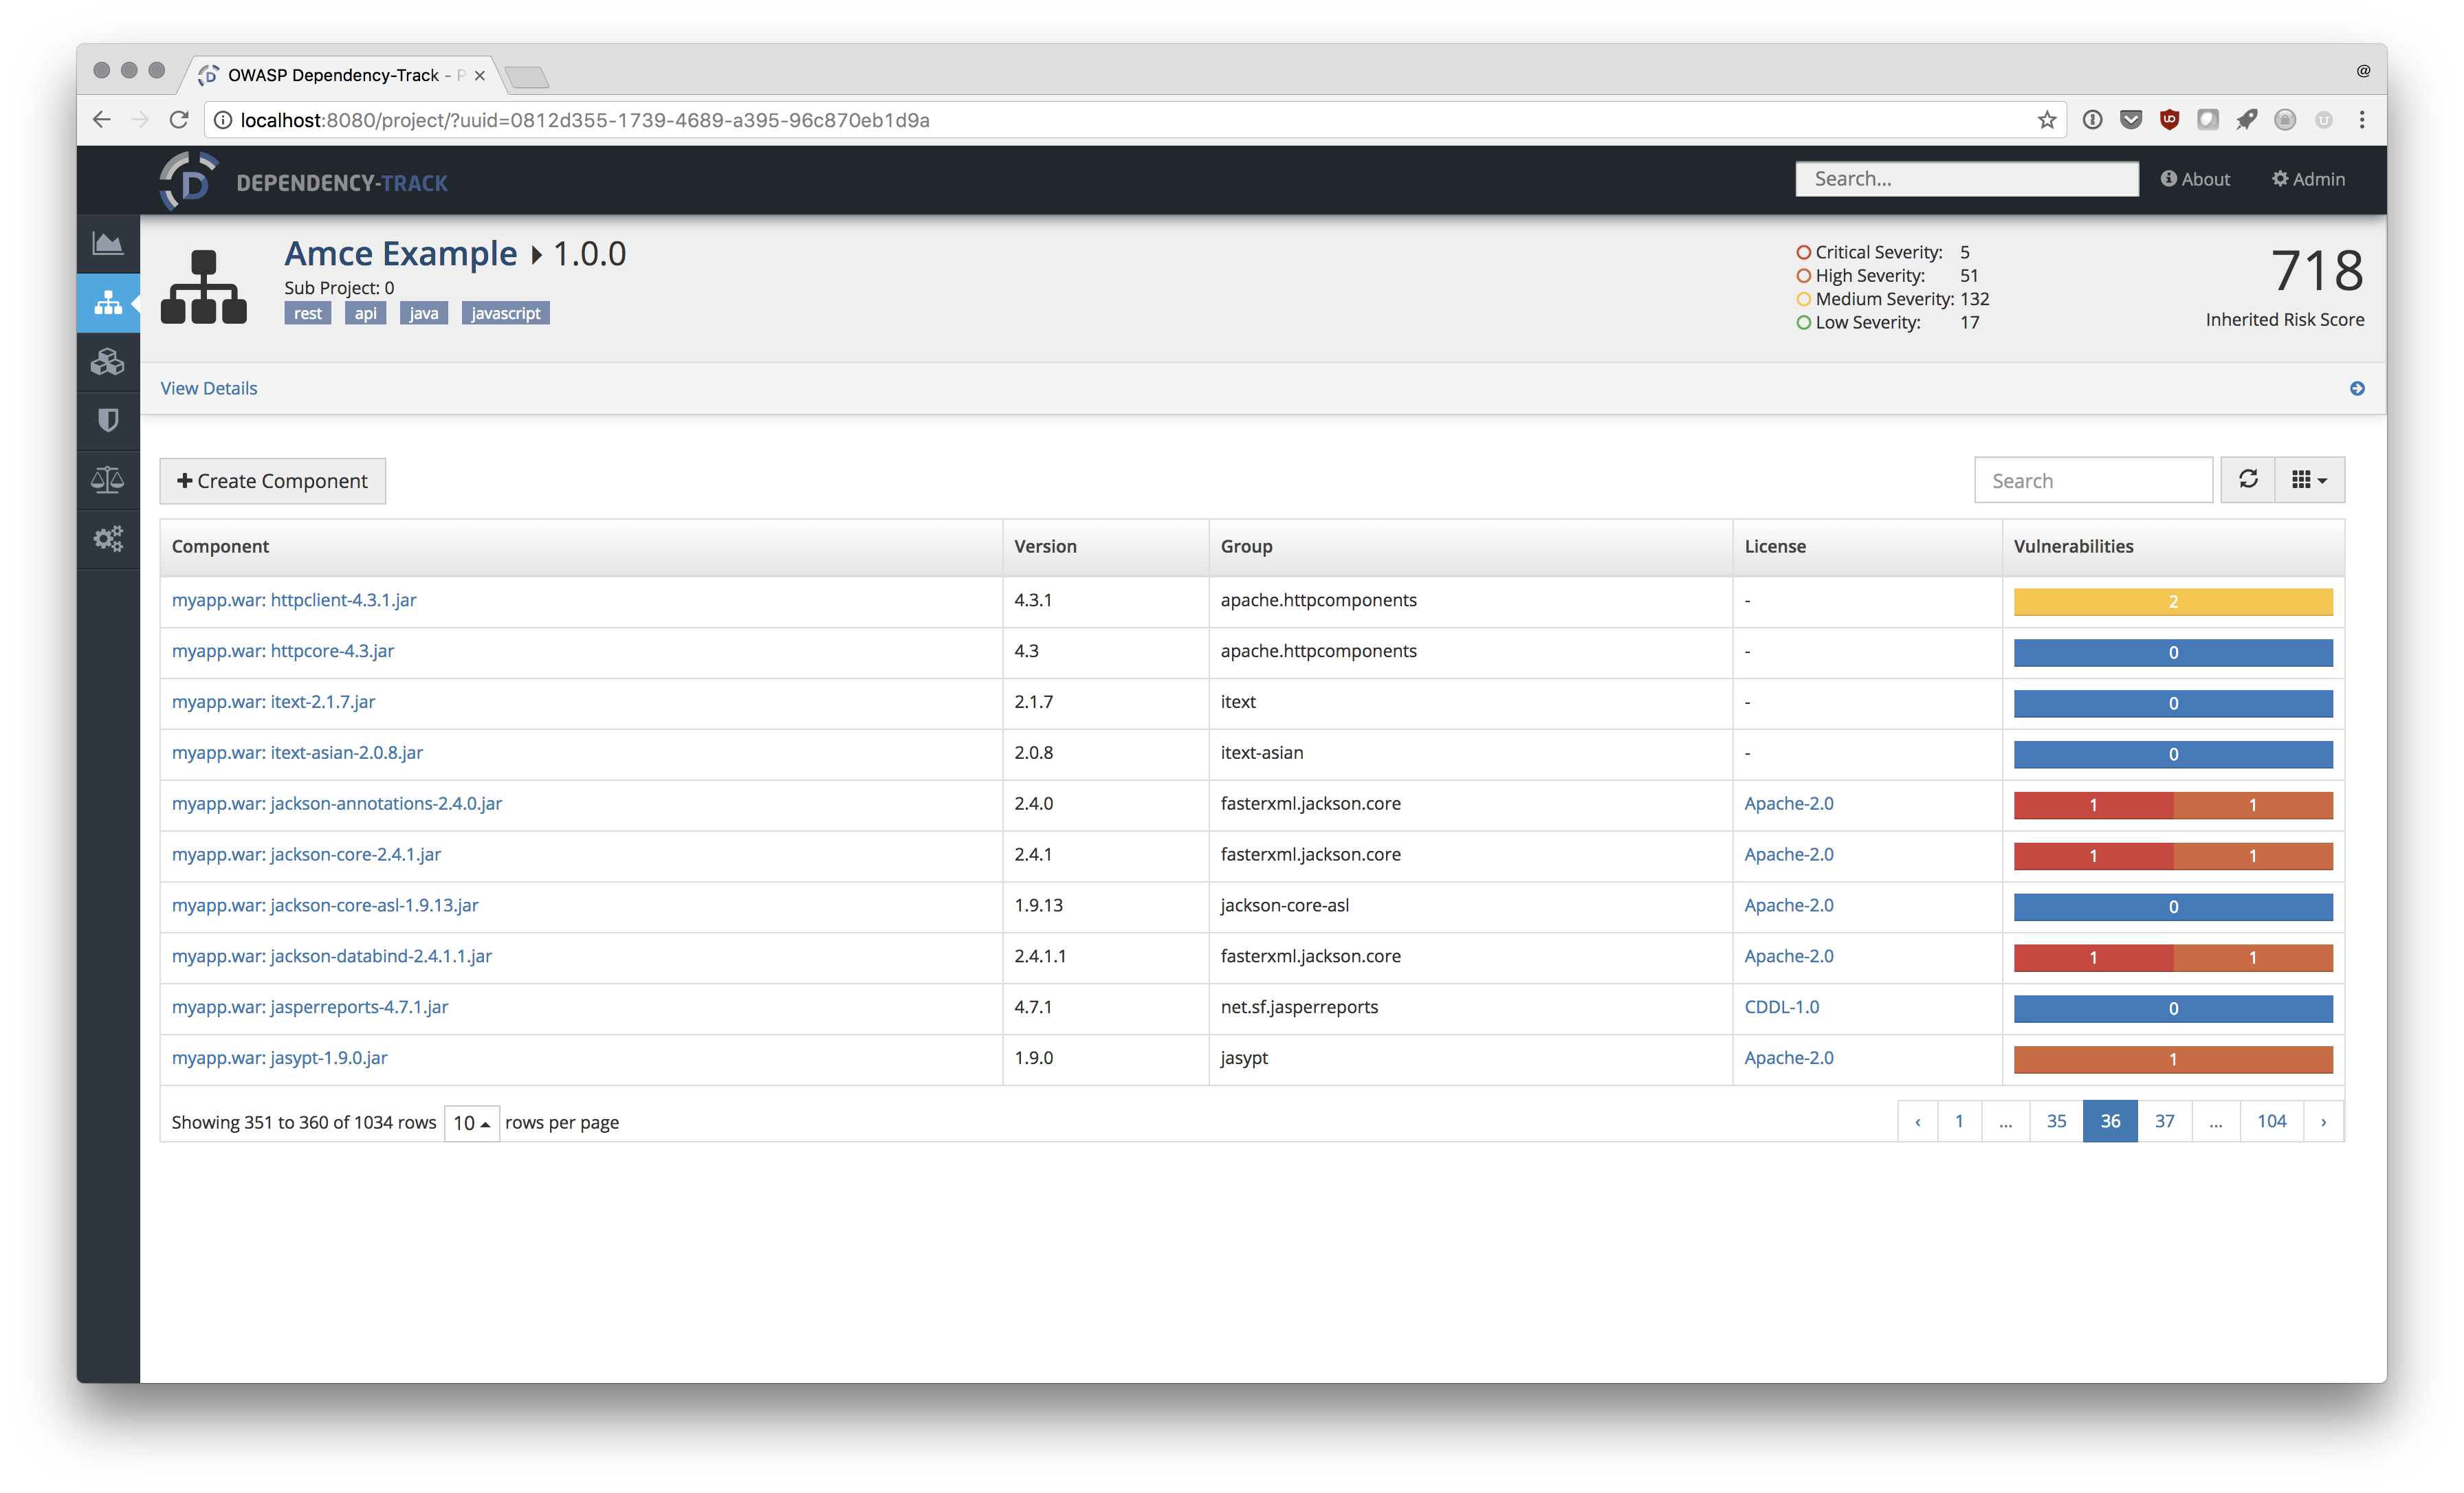 OWASP Dependency-Track - P
localhost:8080/project/?uuid=0812d355-1739-4689-a395-96c870eb1d9a
DEPENDENCY-TRACK
Search...
About
Admin
Amce Example 1.0.0
Sub Project: 0
rest api java javascript
Critical Severity: 5
High Severity: 51
Medium Severity: 132
Low Severity: 17
718
Inherited Risk Score
View Details
Create Component
Search
Component Version Group License Vulnerabilities
myapp.war: httpclient-4.3.1.jar 4.3.1 apache.httpcomponents - 2
myapp.war: httpcore-4.3.jar 4.3 apache.httpcomponents - 0
myapp.war: itext-2.1.7.jar 2.1.7 itext - 0
myapp.war: itext-asian-2.0.8.jar 2.0.8 itext-asian - 0
myapp.war: jackson-annotations-2.4.0.jar 2.4.0 fasterxml.jackson.core Apache-2.0 1 1
myapp.war: jackson-core-2.4.1.jar 2.4.1 fasterxml.jackson.core Apache-2.0 1 1
myapp.war: jackson-core-asl-1.9.13.jar 1.9.13 jackson-core-asl Apache-2.0 0
myapp.war: jackson-databind-2.4.1.1.jar 2.4.1.1 fasterxml.jackson.core Apache-2.0 1 1
myapp.war: jasperreports-4.7.1.jar 4.7.1 net.sf.jasperreports CDDL-1.0 0
myapp.war: jasypt-1.9.0.jar 1.9.0 jasypt Apache-2.0 1
Showing 351 to 360 of 1034 rows 10 rows per page
‹ 1 ... 35 36 37 ... 104 ›